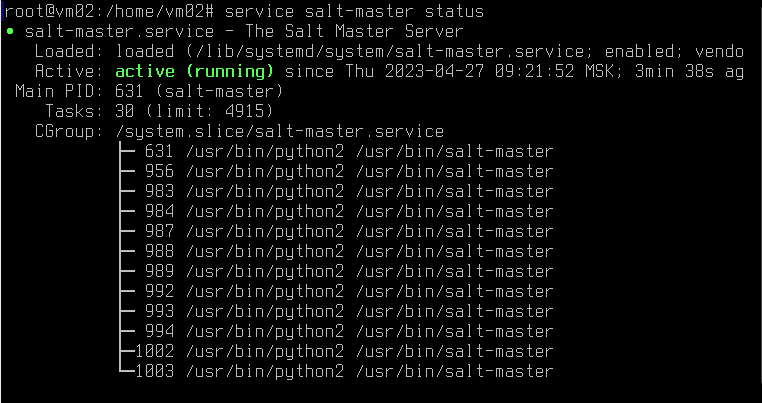 root@vm02:/home/vm02# service salt-master status
● salt-master.service - The Salt Master Server
   Loaded: loaded (/lib/systemd/system/salt-master.service; enabled; vendo
   Active: active (running) since Thu 2023-04-27 09:21:52 MSK; 3min 38s ag
 Main PID: 631 (salt-master)
    Tasks: 30 (limit: 4915)
   CGroup: /system.slice/salt-master.service
           ├─ 631 /usr/bin/python2 /usr/bin/salt-master
           ├─ 956 /usr/bin/python2 /usr/bin/salt-master
           ├─ 983 /usr/bin/python2 /usr/bin/salt-master
           ├─ 984 /usr/bin/python2 /usr/bin/salt-master
           ├─ 987 /usr/bin/python2 /usr/bin/salt-master
           ├─ 988 /usr/bin/python2 /usr/bin/salt-master
           ├─ 989 /usr/bin/python2 /usr/bin/salt-master
           ├─ 992 /usr/bin/python2 /usr/bin/salt-master
           ├─ 993 /usr/bin/python2 /usr/bin/salt-master
           ├─ 994 /usr/bin/python2 /usr/bin/salt-master
           ├─1002 /usr/bin/python2 /usr/bin/salt-master
           └─1003 /usr/bin/python2 /usr/bin/salt-master